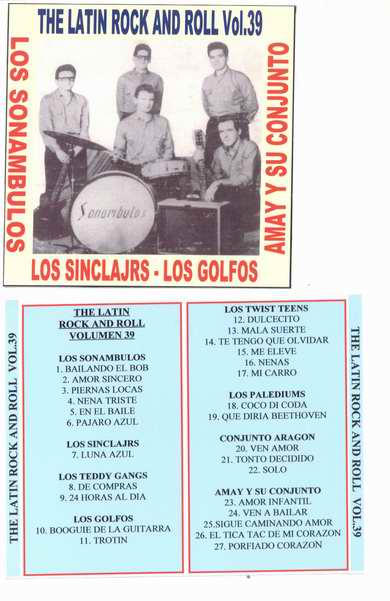 THE LATIN ROCK AND ROLL Vol.39
LOS SONAMBULOS
AMAY Y SU CONJUNTO
Sonambulos
LOS SINCLAJRS - LOS GOLFOS
THE LATIN ROCK AND ROLL VOL.39
THE LATIN
ROCK AND ROLL
VOLUMEN 39
LOS SONAMBULOS
1. BAILANDO EL BOB
2. AMOR SINCERO
3. PIERNAS LOCAS
4. NENA TRISTE
5. EN EL BAILE
6. PAJARO AZUL
LOS SINCLAJRS
7. LUNA AZUL
LOS TEDDY GANGS
8. DE COMPRAS
9. 24 HORAS AL DIA
LOS GOLFOS
10. BOOGUIE DE LA GUITARRA
11. TROTIN
LOS TWIST TEENS
12. DULCECITO
13. MALA SUERTE
14. TE TENGO QUE OLVIDAR
15. ME ELEVE
16. NENAS
17. MI CARRO
LOS PALEDIUMS
18. COCO DI CODA
19. QUE DIRIA BEETHOVEN
CONJUNTO ARAGON
20. VEN AMOR
21. TONTO DECIDIDO
22. SOLO
AMAY Y SU CONJUNTO
23. AMOR INFANTIL
24. VEN A BAILAR
25.SIGUE CAMINANDO AMOR
26. EL TICA TAC DE MI CORAZON
27. PORFIADO CORAZON
THE LATIN ROCK AND ROLL VOL.39